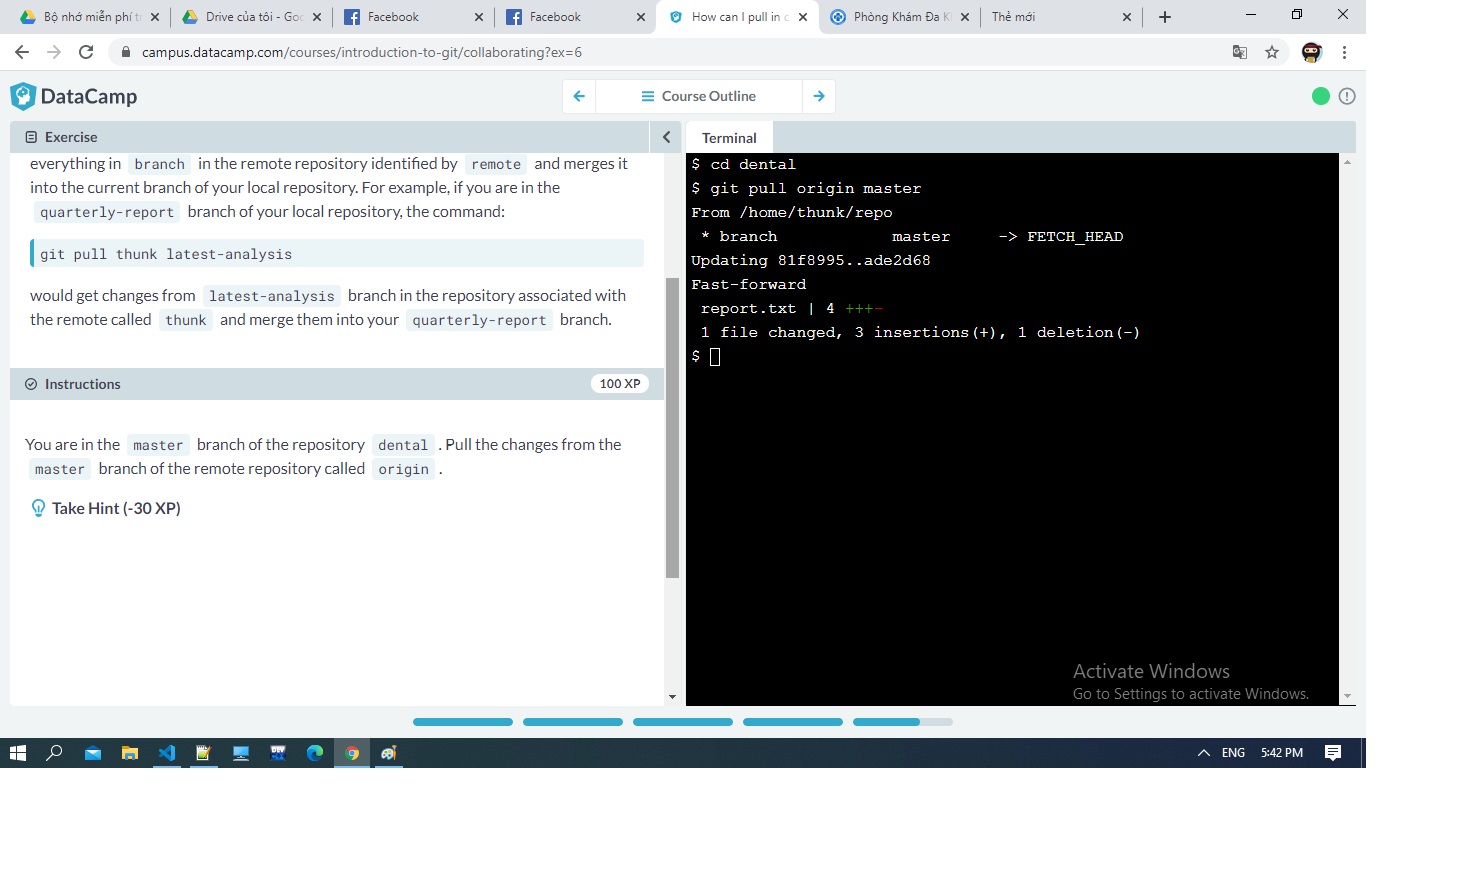 Bộ nhớ miễn phí t
Drive của tôi - Goo
Facebook
Facebook
How can I pull in c
Phòng Khám Đa K
Thẻ mới
campus.datacamp.com/courses/introduction-to-git/collaborating?ex=6
DataCamp
Course Outline
Exercise
everything in branch in the remote repository identified by remote and merges it
into the current branch of your local repository. For example, if you are in the
quarterly-report branch of your local repository, the command:
git pull thunk latest-analysis
would get changes from latest-analysis branch in the repository associated with
the remote called thunk and merge them into your quarterly-report branch.
Instructions
100 XP
You are in the master branch of the repository dental . Pull the changes from the
master branch of the remote repository called origin .
Take Hint (-30 XP)
Terminal
$ cd dental
$ git pull origin master
From /home/thunk/repo
* branch master -> FETCH_HEAD
Updating 81f8995..ade2d68
Fast-forward
report.txt | 4 +++-
1 file changed, 3 insertions(+), 1 deletion(-)
$
Activate Windows
Go to Settings to activate Windows.
ENG
5:42 PM